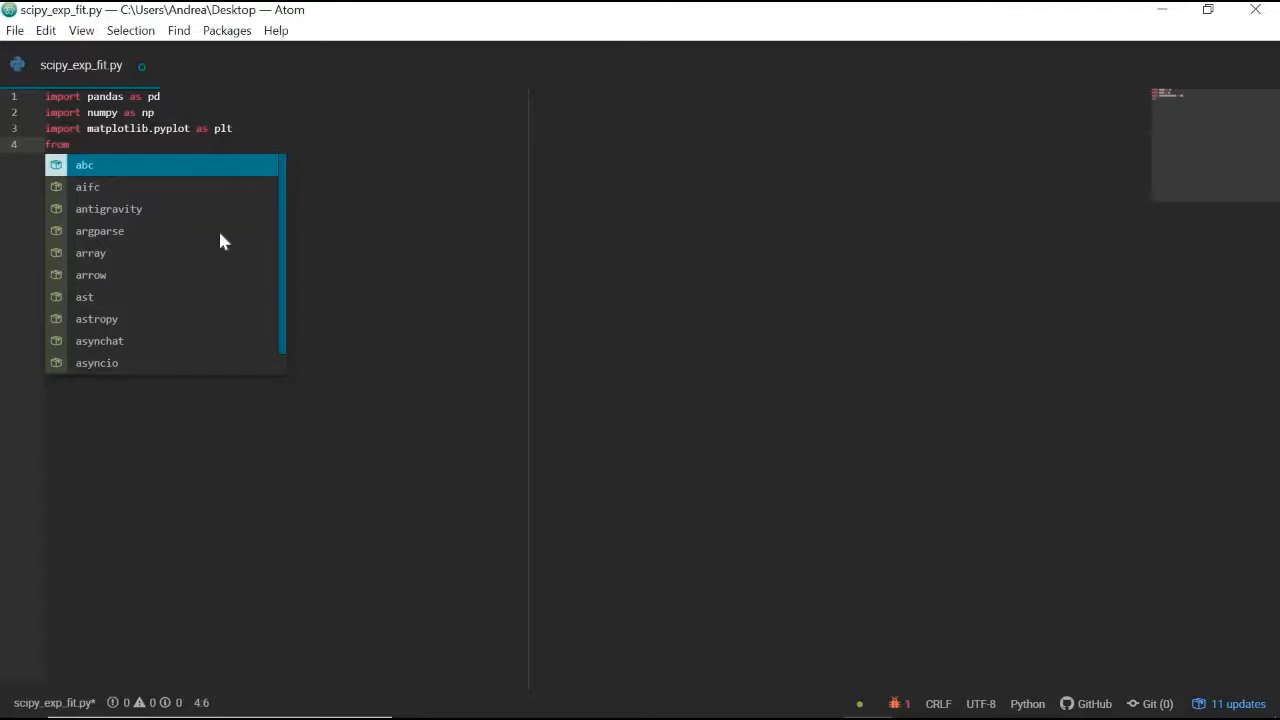 scipy_exp_fit.py — C:\Users\Andrea\Desktop — Atom
File Edit View Selection Find Packages Help
scipy_exp_fit.py
1 import pandas as pd
2 import numpy as np
3 import matplotlib.pyplot as plt
4 from
abc
aifc
antigravity
argparse
array
arrow
ast
astropy
asynchat
asyncio
scipy_exp_fit.py* 0 0 0 4:6 1 CRLF UTF-8 Python GitHub Git (0) 11 updates